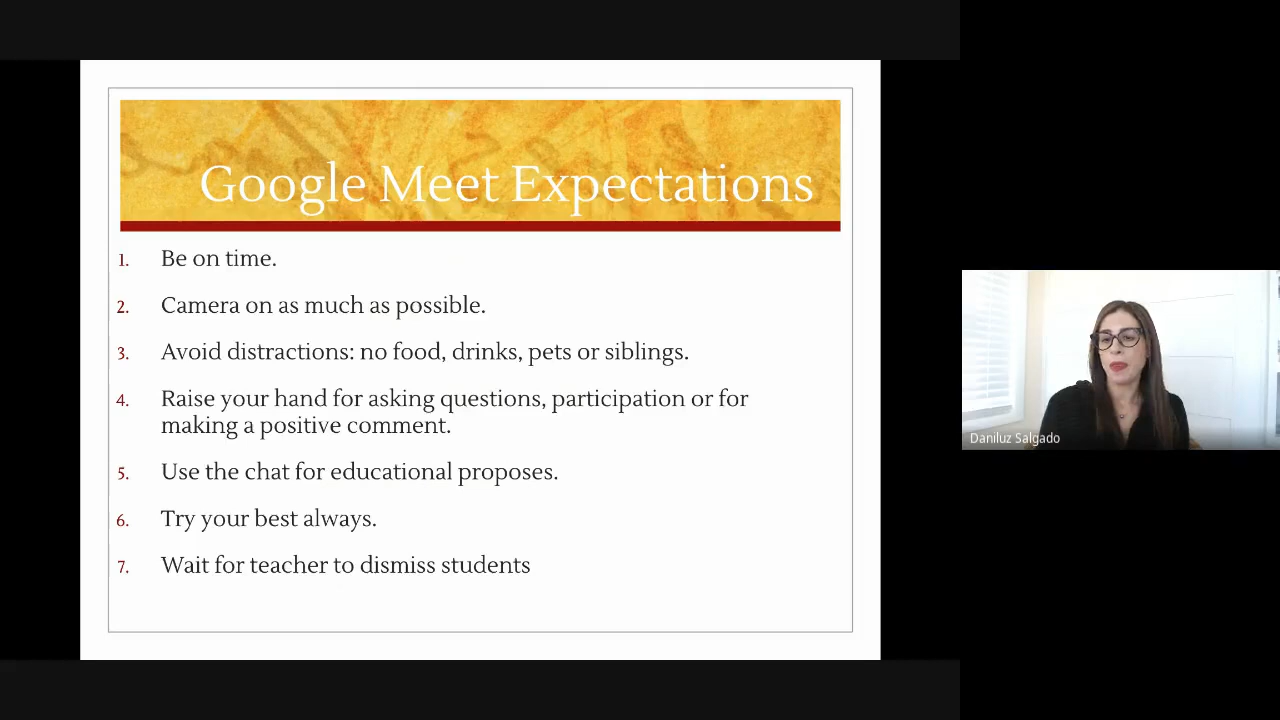 Google Meet Expectations
1. Be on time.
2. Camera on as much as possible.
3. Avoid distractions: no food, drinks, pets or siblings.
4. Raise your hand for asking questions, participation or for
making a positive comment.
5. Use the chat for educational proposes.
6. Try your best always.
7. Wait for teacher to dismiss students
Daniluz Salgado